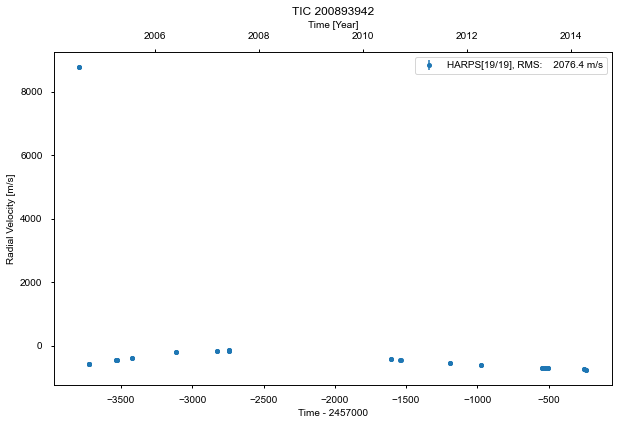 TIC 200893942
Time [Year]
2006 2008 2010 2012 2014
HARPS[19/19], RMS: 2076.4 m/s
Radial Velocity [m/s]
8000
6000
4000
2000
0
−3500 −3000 −2500 −2000 −1500 −1000 −500
Time - 2457000